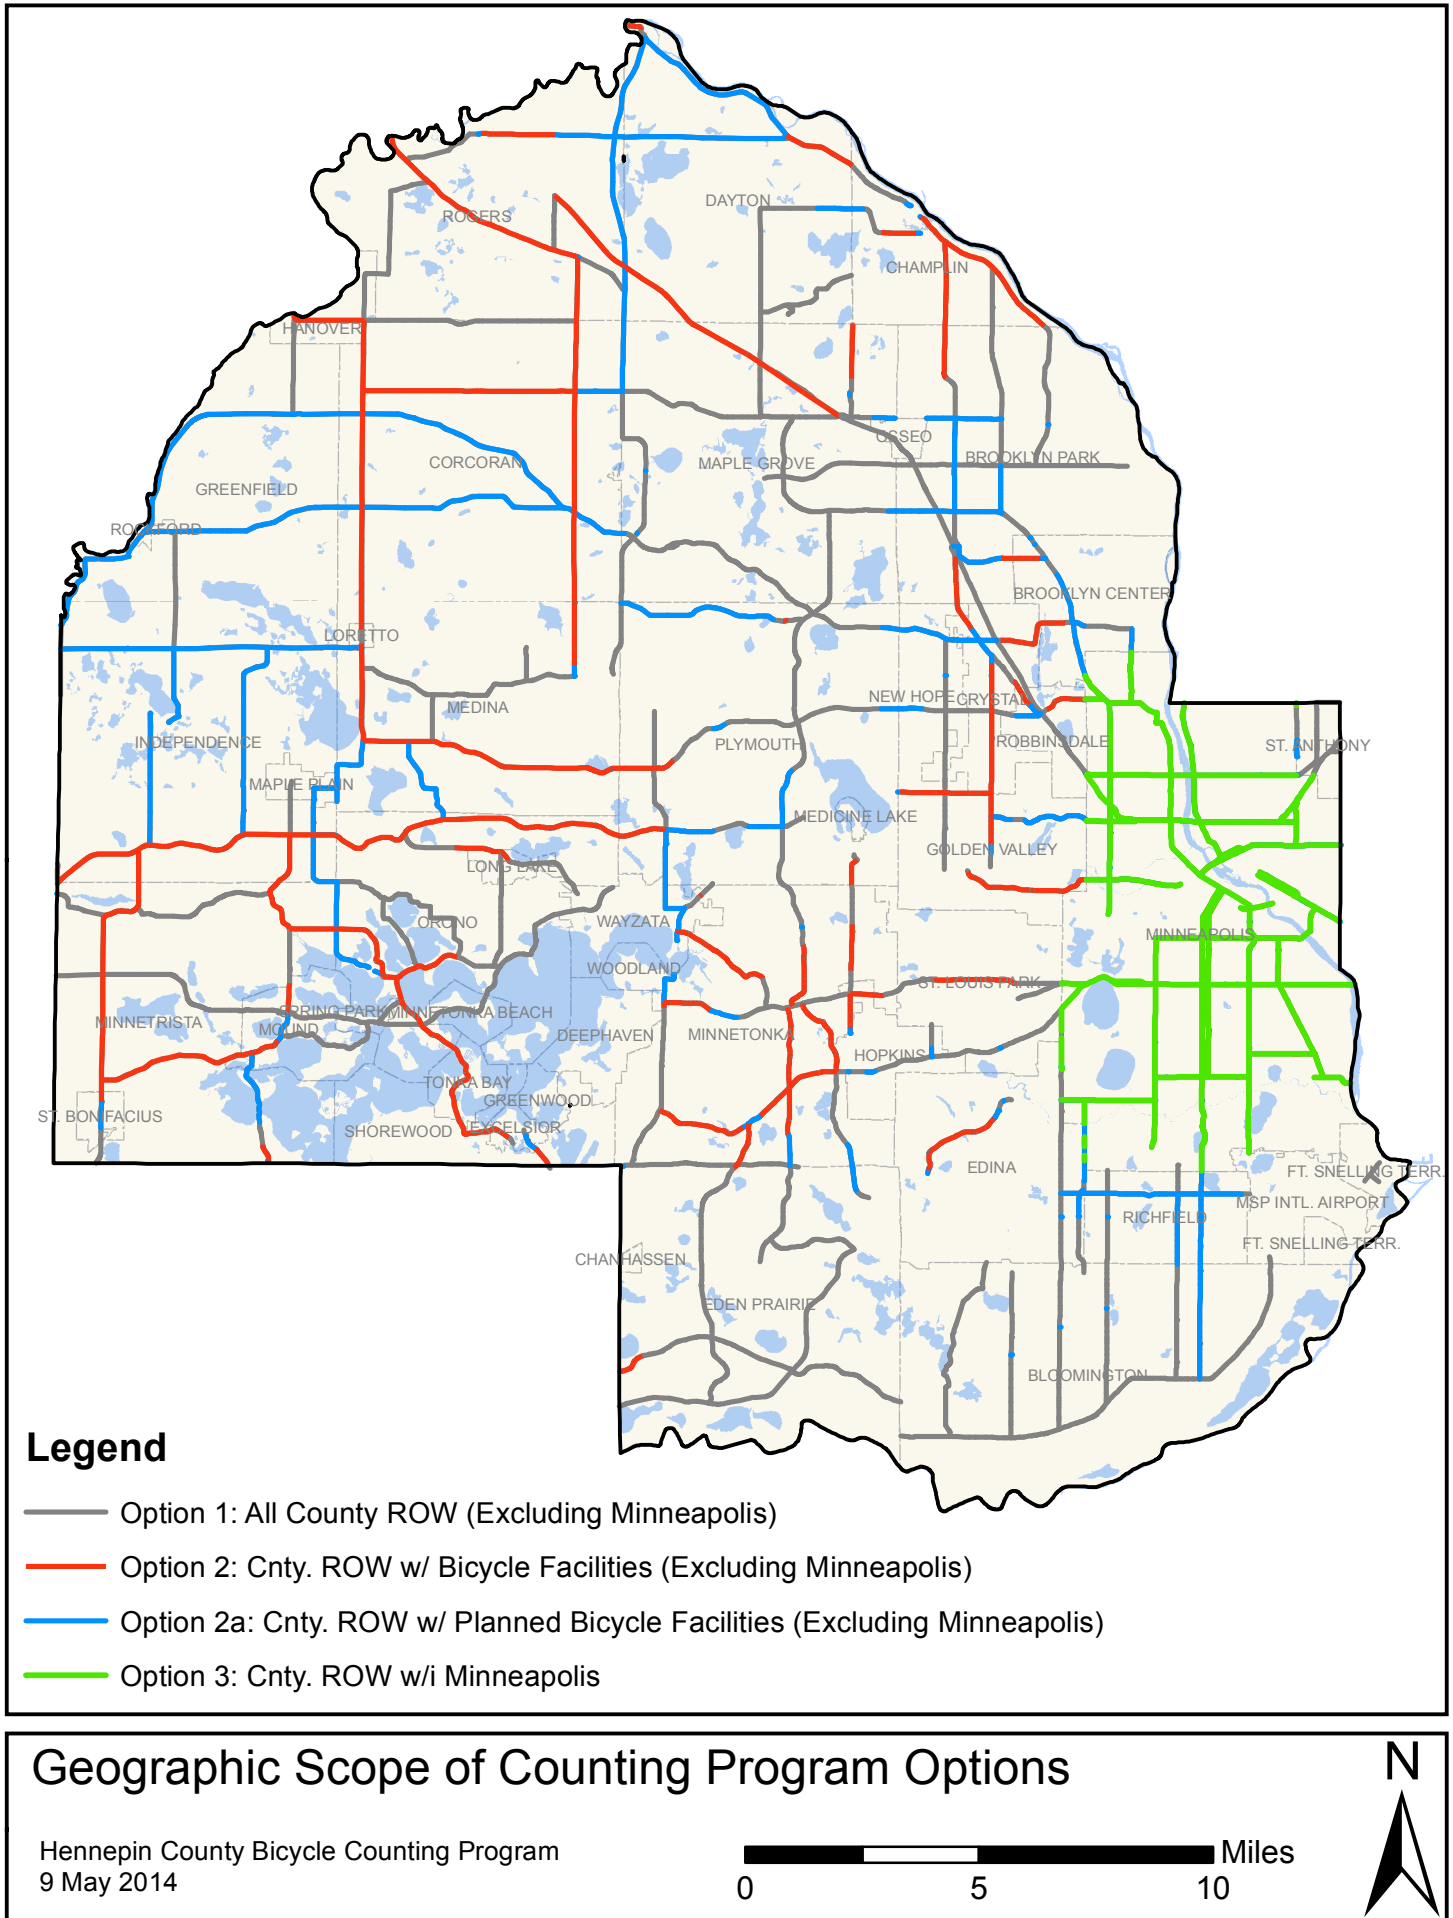 DAYTON
ROGERS
CHAMPLIN
HANOVER
OSSEO
CORCORAN
MAPLE GROVE
BROOKLYN PARK
GREENFIELD
ROCKFORD
BROOKLYN CENTER
LORETTO
NEW HOPE
CRYSTAL
MEDINA
INDEPENDENCE
PLYMOUTH
ROBBINSDALE
ST. ANTHONY
MAPLE PLAIN
MEDICINE LAKE
GOLDEN VALLEY
LONG LAKE
ORONO
WAYZATA
MINNEAPOLIS
WOODLAND
ST. LOUIS PARK
SPRING PARK
MINNETONKA BEACH
MINNETRISTA
MOUND
DEEPHAVEN
MINNETONKA
HOPKINS
TONKA BAY
GREENWOOD
ST. BONIFACIUS
SHOREWOOD
EXCELSIOR
EDINA
FT. SNELLING TERR.
MSP INTL. AIRPORT
RICHFIELD
FT. SNELLING TERR.
CHANHASSEN
EDEN PRAIRIE
BLOOMINGTON
Legend
Option 1: All County ROW (Excluding Minneapolis)
Option 2: Cnty. ROW w/ Bicycle Facilities (Excluding Minneapolis)
Option 2a: Cnty. ROW w/ Planned Bicycle Facilities (Excluding Minneapolis)
Option 3: Cnty. ROW w/i Minneapolis
Geographic Scope of Counting Program Options
N
Hennepin County Bicycle Counting Program
9 May 2014
Miles
0 5 10